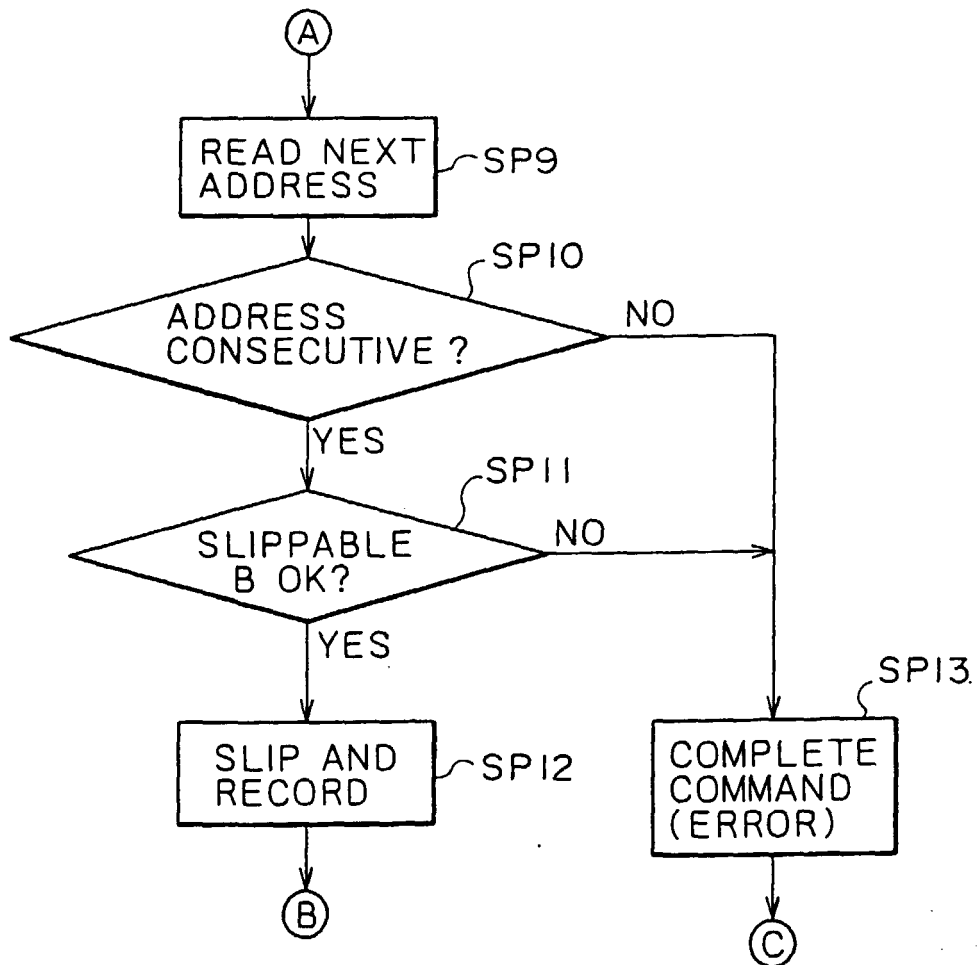 A
READ NEXT
ADDRESS
SP9
SP10
ADDRESS
CONSECUTIVE ?
NO
YES
SP11
SLIPPABLE
B OK?
NO
YES
SP13
SLIP AND
RECORD
SP12
COMPLETE
COMMAND
(ERROR)
B
C